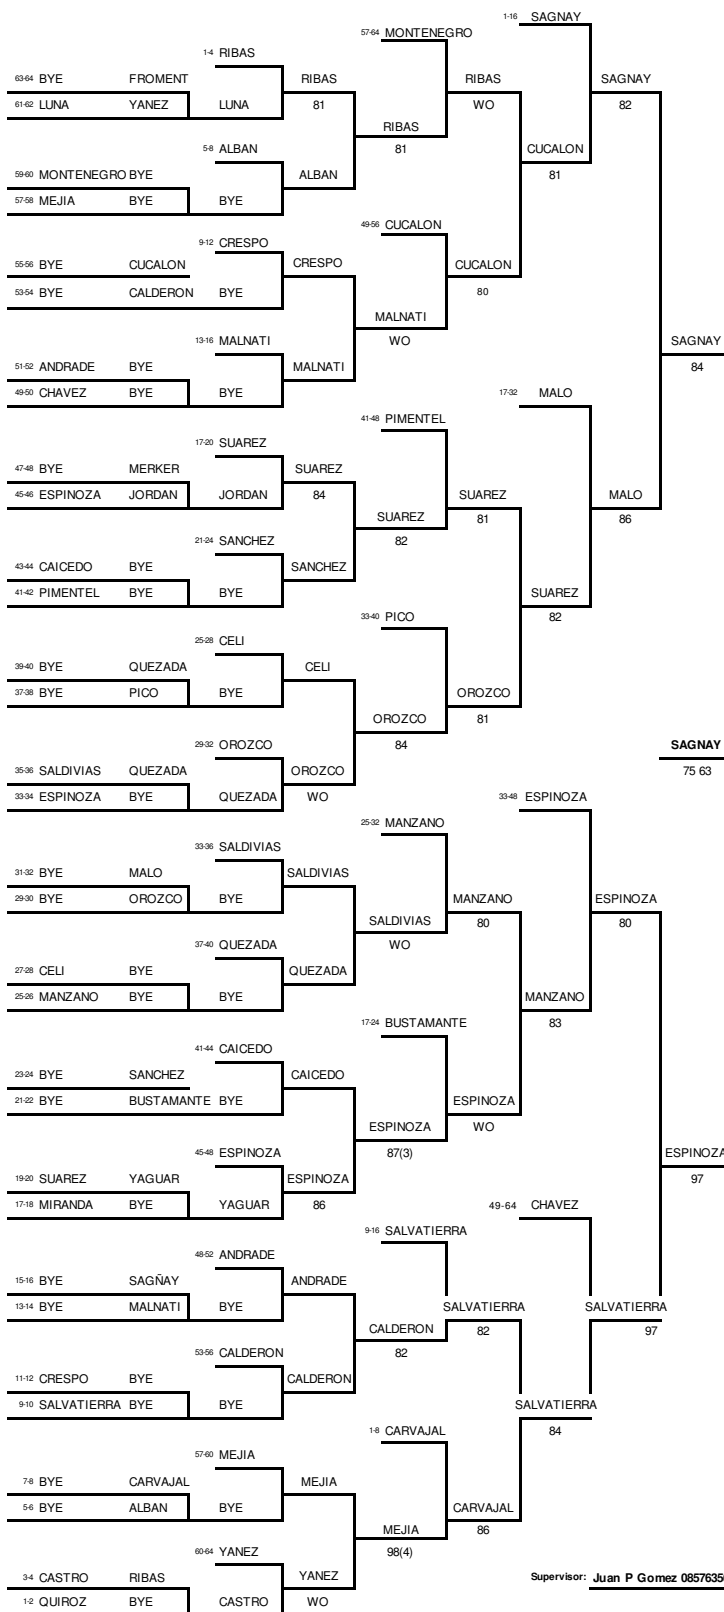 1-16 SAGNAY
57-64 MONTENEGRO
1-4 RIBAS
63-64 BYE FROMENT RIBAS RIBAS SAGNAY
61-62 LUNA YANEZ LUNA 81 WO 82
RIBAS
5-8 ALBAN 81 CUCALON
59-60 MONTENEGRO BYE ALBAN 81
57-58 MEJIA BYE BYE
49-56 CUCALON
9-12 CRESPO
55-56 BYE CUCALON CRESPO CUCALON
53-54 BYE CALDERON BYE 80
MALNATI
13-16 MALNATI WO SAGNAY
51-52 ANDRADE BYE MALNATI 84
49-50 CHAVEZ BYE BYE 17-32 MALO
41-48 PIMENTEL
17-20 SUAREZ
47-48 BYE MERKER SUAREZ
45-46 ESPINOZA JORDAN JORDAN 84 SUAREZ MALO
SUAREZ 81 86
21-24 SANCHEZ 82
43-44 CAICEDO BYE SANCHEZ
41-42 PIMENTEL BYE BYE SUAREZ
33-40 PICO 82
25-28 CELI
39-40 BYE QUEZADA CELI
37-38 BYE PICO BYE OROZCO
OROZCO 81
29-32 OROZCO 84 SAGNAY
35-36 SALDIVIAS QUEZADA OROZCO 75 63
33-34 ESPINOZA BYE QUEZADA WO 33-48 ESPINOZA
25-32 MANZANO
33-36 SALDIVIAS
31-32 BYE MALO SALDIVIAS
29-30 BYE OROZCO BYE MANZANO ESPINOZA
SALDIVIAS 80 80
37-40 QUEZADA WO
27-28 CELI BYE QUEZADA
25-26 MANZANO BYE BYE MANZANO
17-24 BUSTAMANTE 83
41-44 CAICEDO
23-24 BYE SANCHEZ CAICEDO
21-22 BYE BUSTAMANTE BYE ESPINOZA
ESPINOZA WO
45-48 ESPINOZA 87(3) ESPINOZA
19-20 SUAREZ YAGUAR ESPINOZA 97
17-18 MIRANDA BYE YAGUAR 86 49-64 CHAVEZ
9-16 SALVATIERRA
48-52 ANDRADE
15-16 BYE SAGÑAY ANDRADE
13-14 BYE MALNATI BYE SALVATIERRA SALVATIERRA
CALDERON 82 97
53-56 CALDERON 82
11-12 CRESPO BYE CALDERON
9-10 SALVATIERRA BYE BYE SALVATIERRA
1-8 CARVAJAL 84
57-60 MEJIA
7-8 BYE CARVAJAL MEJIA
5-6 BYE ALBAN BYE CARVAJAL
MEJIA 86
60-64 YANEZ 98(4)
3-4 CASTRO RIBAS YANEZ Supervisor: Juan P Gomez 0857635
1-2 QUIROZ BYE CASTRO WO